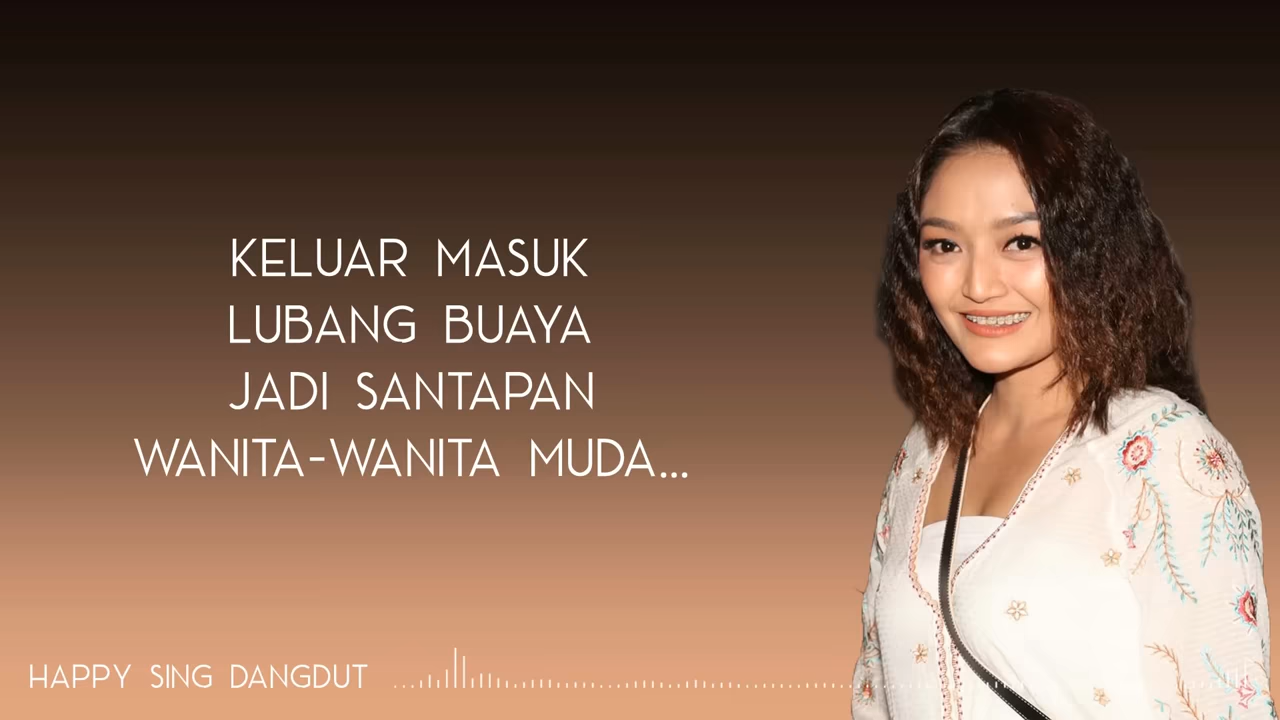 KELUAR MASUK
LUBANG BUAYA
JADI SANTAPAN
WANITA-WANITA MUDA...
HAPPY SING DANGDUT